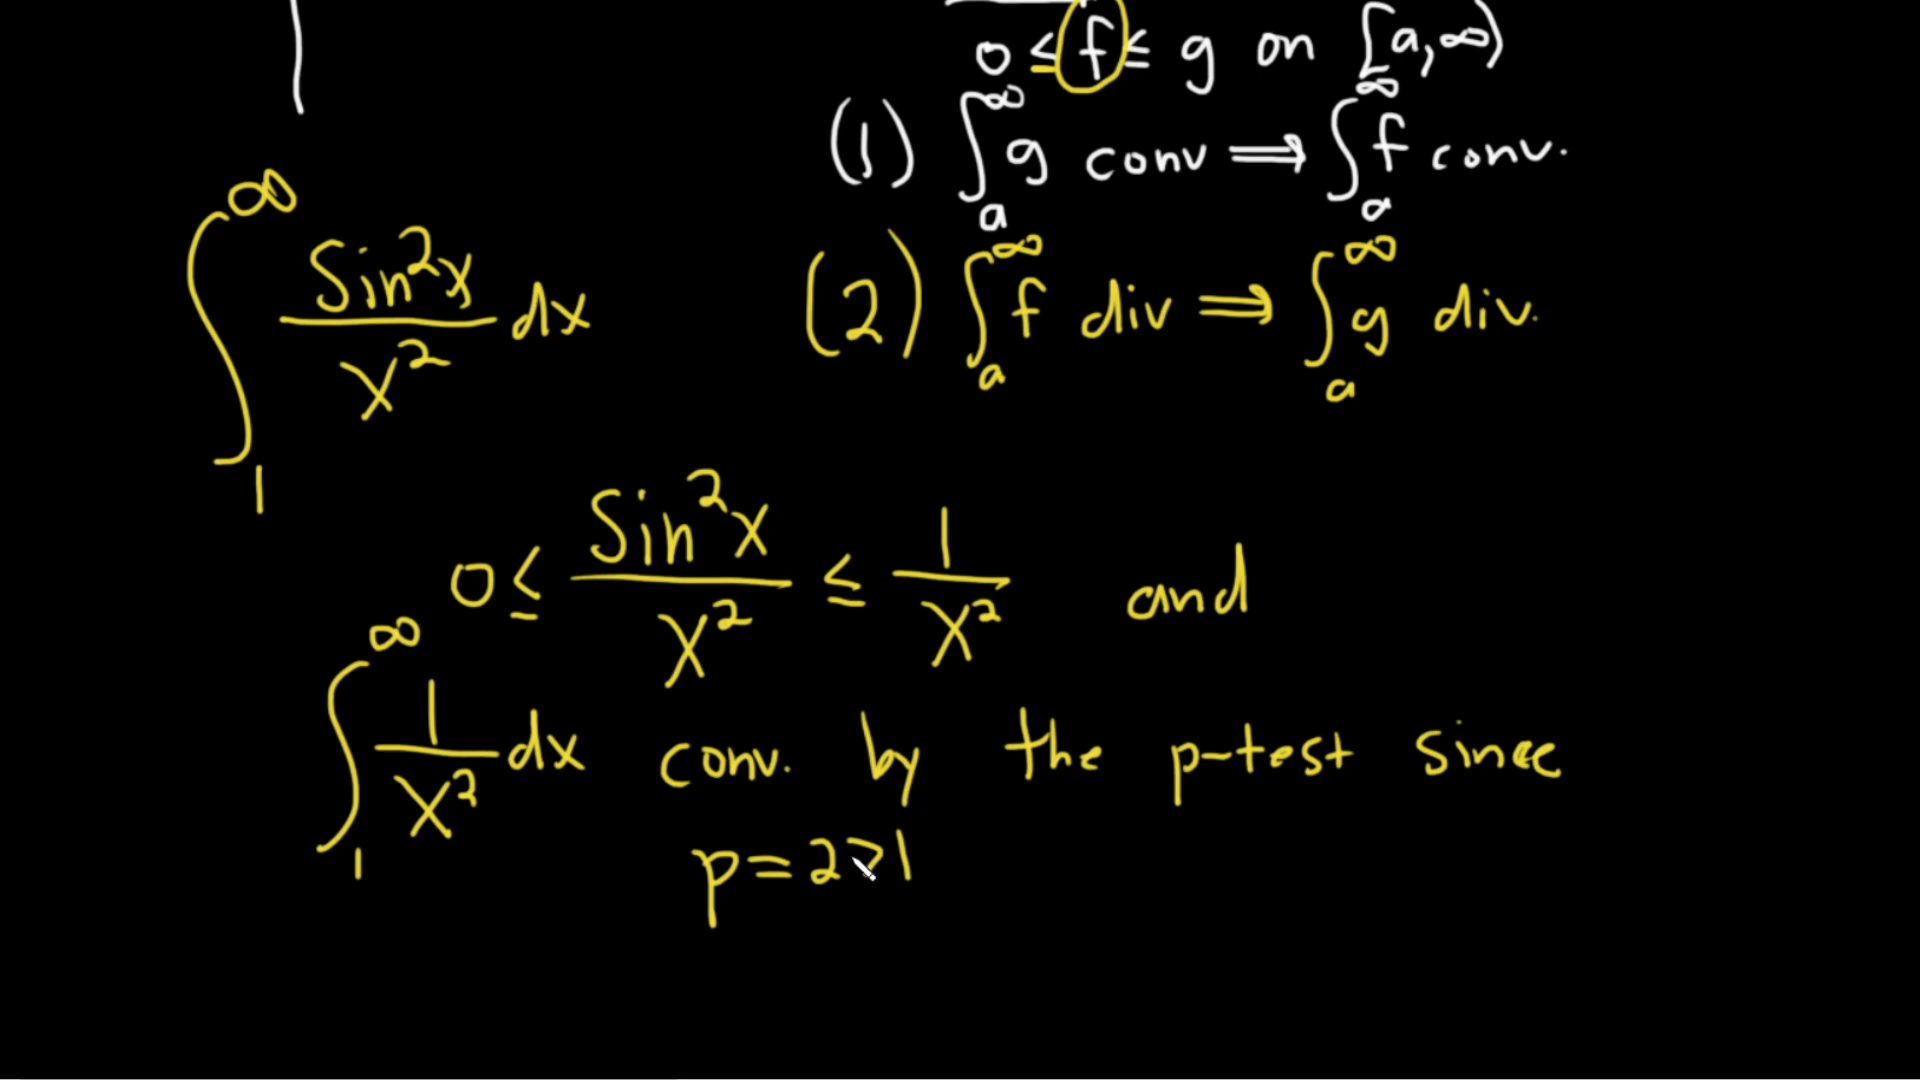 0 ≤ f ≤ g on [a, ∞)
(1) ∫_a^∞ g conv ⟹ ∫_a^∞ f conv.
(2) ∫_a^∞ f div ⟹ ∫_a^∞ g div.
∫_1^∞ Sin²x / x² dx
0 ≤ Sin²x / x² ≤ 1 / x² and
∫_1^∞ 1 / x² dx conv. by the p-test since
p = 2 > 1